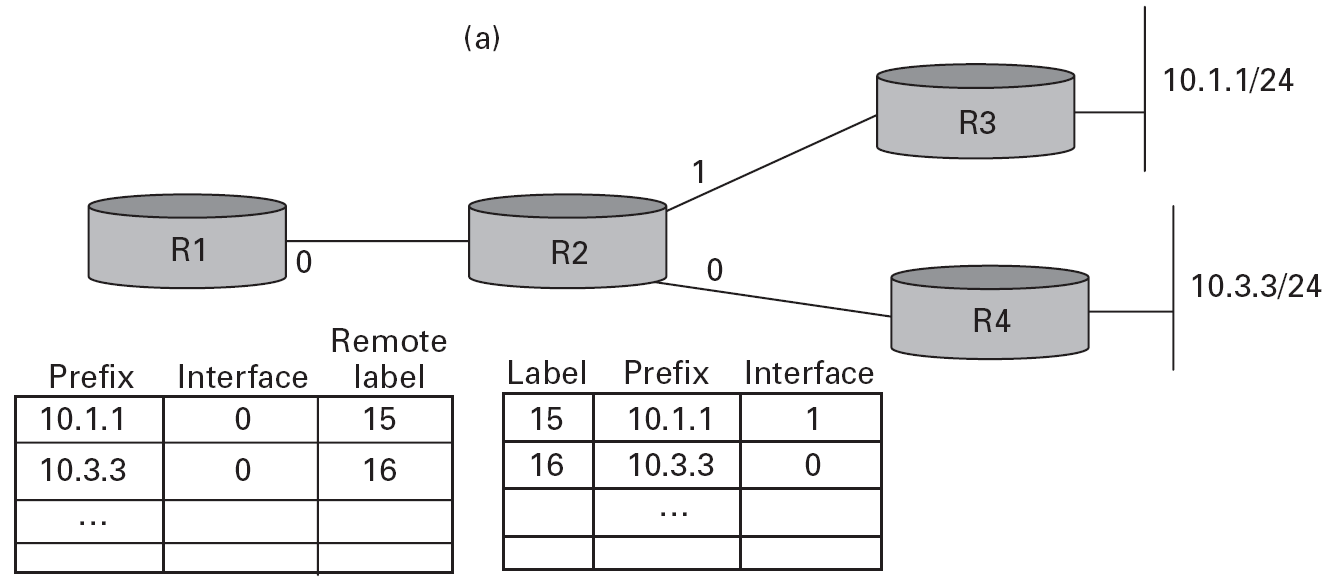 (a)
R3
10.1.1/24
1
R1
0
R2
0
R4
10.3.3/24
Prefix Interface Remote label
10.1.1 0 15
10.3.3 0 16
...
Label Prefix Interface
15 10.1.1 1
16 10.3.3 0
...